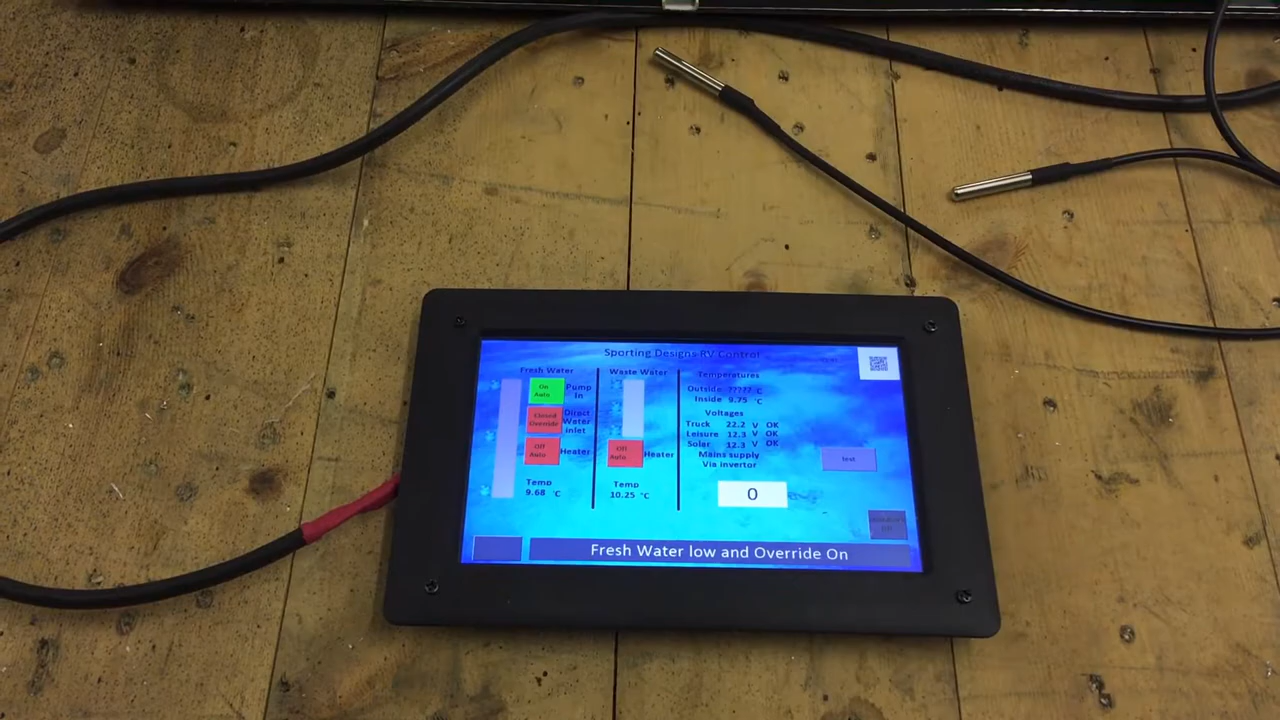 Sporting Designs RV Control
Fresh Water
On
Auto
Pump
In
Closed
Override
Direct
Water
inlet
Off
Auto
Heater
Temp
9.68 °C
Waste Water
Off
Auto
Heater
Temp
10.25 °C
Temperatures
Outside ????? °C
Inside 9.75 °C
Voltages
Truck 22.2 V OK
Leisure 12.3 V OK
Solar 12.3 V OK
Mains supply
Via invertor
0
test
Fresh Water low and Override On